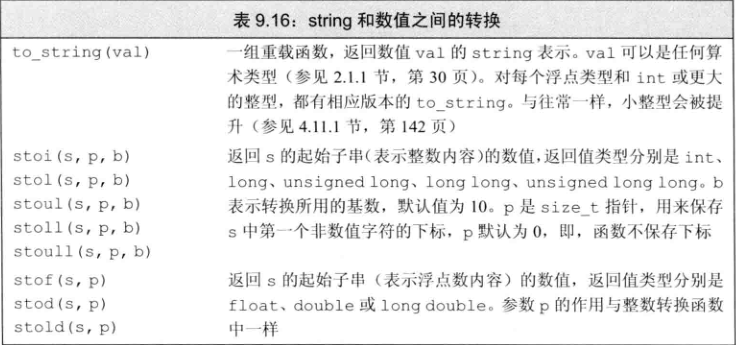 表 9.16：string 和数值之间的转换
to_string(val) 一组重载函数，返回数值 val 的 string 表示。val 可以是任何算
术类型（参见 2.1.1 节，第 30 页）。对每个浮点类型和 int 或更大
的整型，都有相应版本的 to_string。与往常一样，小整型会被提
升（参见 4.11.1 节，第 142 页）
stoi(s, p, b) 返回 s 的起始子串（表示整数内容）的数值，返回值类型分别是 int、
stol(s, p, b) long、unsigned long、long long、unsigned long long。b
stoul(s, p, b) 表示转换所用的基数，默认值为 10。p 是 size_t 指针，用来保存
stoll(s, p, b) s 中第一个非数值字符的下标，p 默认为 0，即，函数不保存下标
stoull(s, p, b)
stof(s, p) 返回 s 的起始子串（表示浮点数内容）的数值，返回值类型分别是
stod(s, p) float、double 或 long double。参数 p 的作用与整数转换函数
stold(s, p) 中一样